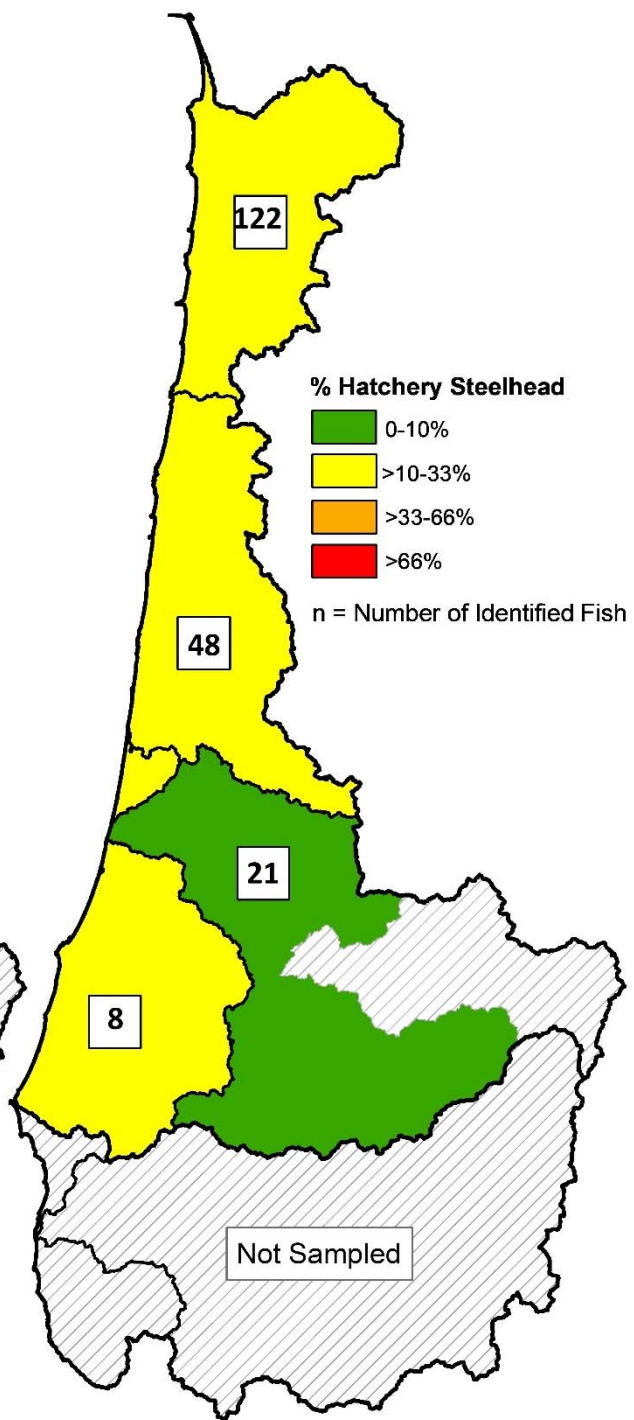 122
% Hatchery Steelhead
0-10%
>10-33%
>33-66%
>66%
n = Number of Identified Fish
48
21
8
Not Sampled